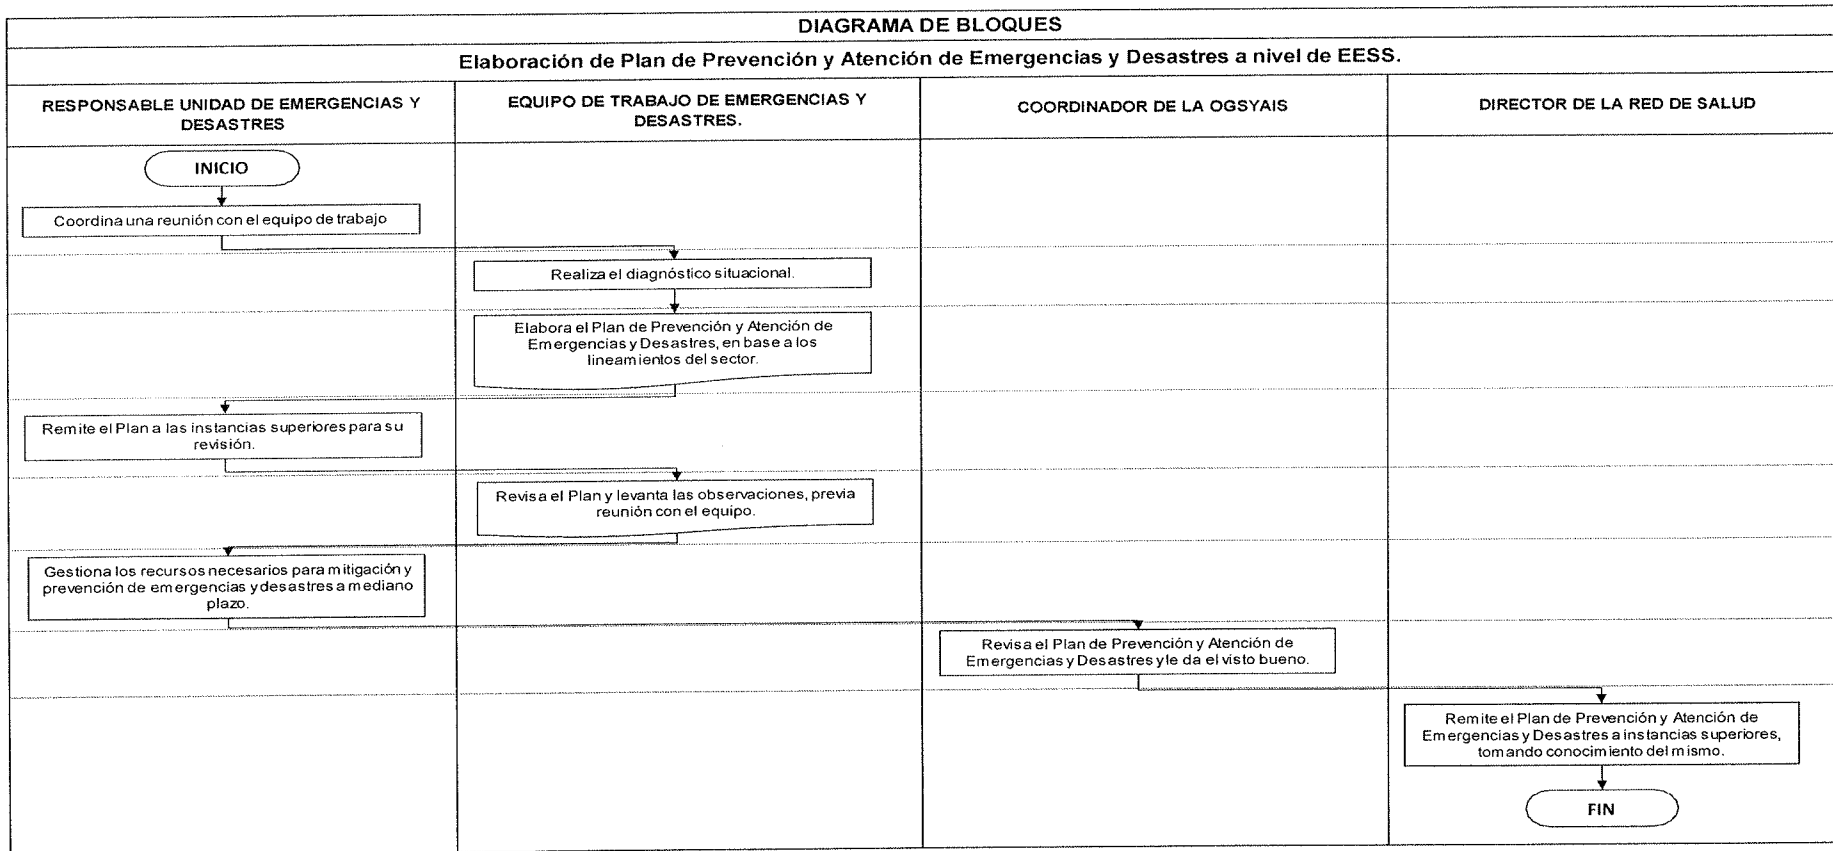 DIAGRAMA DE BLOQUES
Elaboración de Plan de Prevención y Atención de Emergencias y Desastres a nivel de EESS.
RESPONSABLE UNIDAD DE EMERGENCIAS Y
DESASTRES
EQUIPO DE TRABAJO DE EMERGENCIAS Y
DESASTRES.
COORDINADOR DE LA OGSYAIS
DIRECTOR DE LA RED DE SALUD
INICIO
Coordina una reunión con el equipo de trabajo
Realiza el diagnóstico situacional.
Elabora el Plan de Prevención y Atención de
Emergencias y Desastres, en base a los
lineamientos del sector.
Remite el Plan a las instancias superiores para su
revisión.
Revisa el Plan y levanta las observaciones, previa
reunión con el equipo.
Gestiona los recursos necesarios para mitigación y
prevención de emergencias y desastres a mediano
plazo.
Revisa el Plan de Prevención y Atención de
Emergencias y Desastres y le da el visto bueno.
Remite el Plan de Prevención y Atención de
Emergencias y Desastres a instancias superiores,
tomando conocimiento del mismo.
FIN